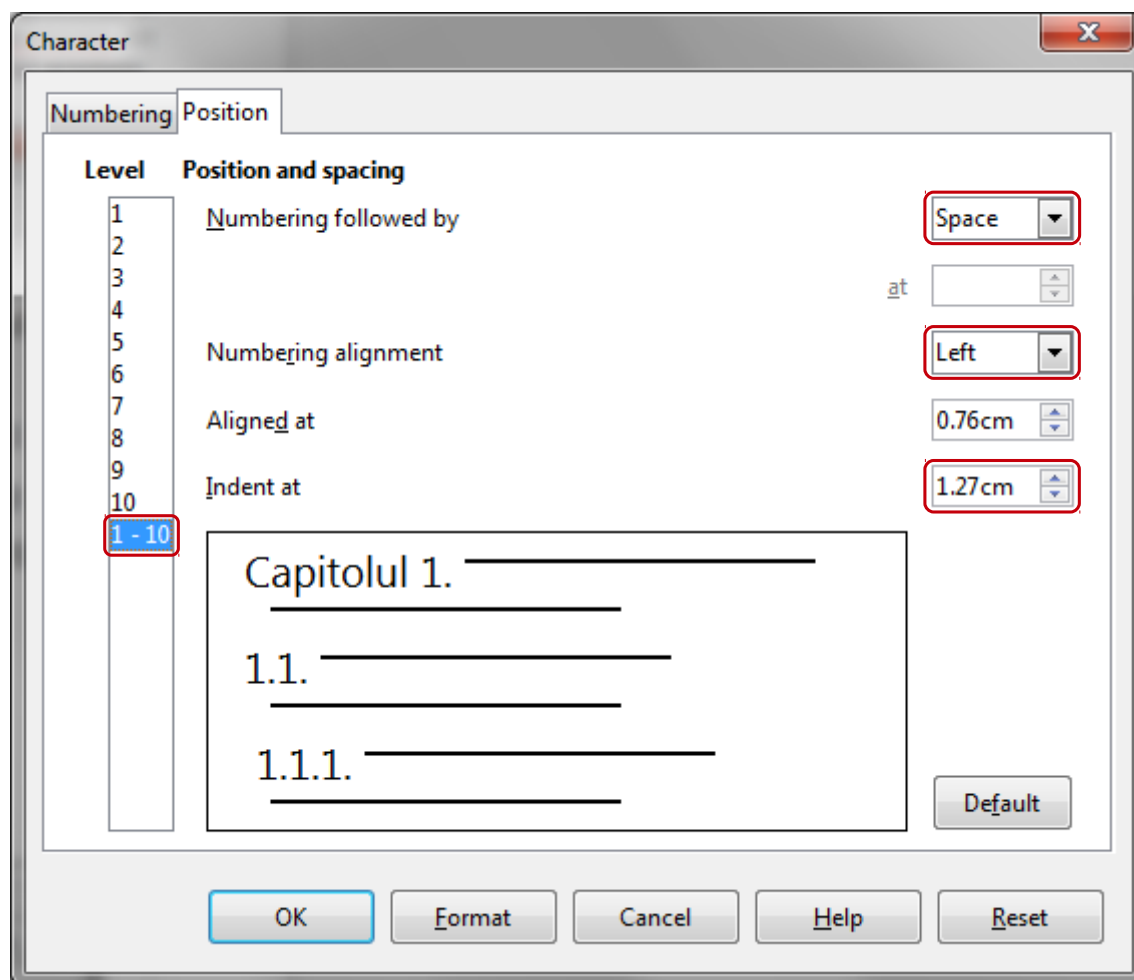 Character
Numbering Position
Level Position and spacing
1
2
3
4
5
6
7
8
9
10
1 - 10
Numbering followed by Space
at
Numbering alignment Left
Aligned at 0.76cm
Indent at 1.27cm
Capitolul 1.
1.1.
1.1.1.
Default
OK Format Cancel Help Reset